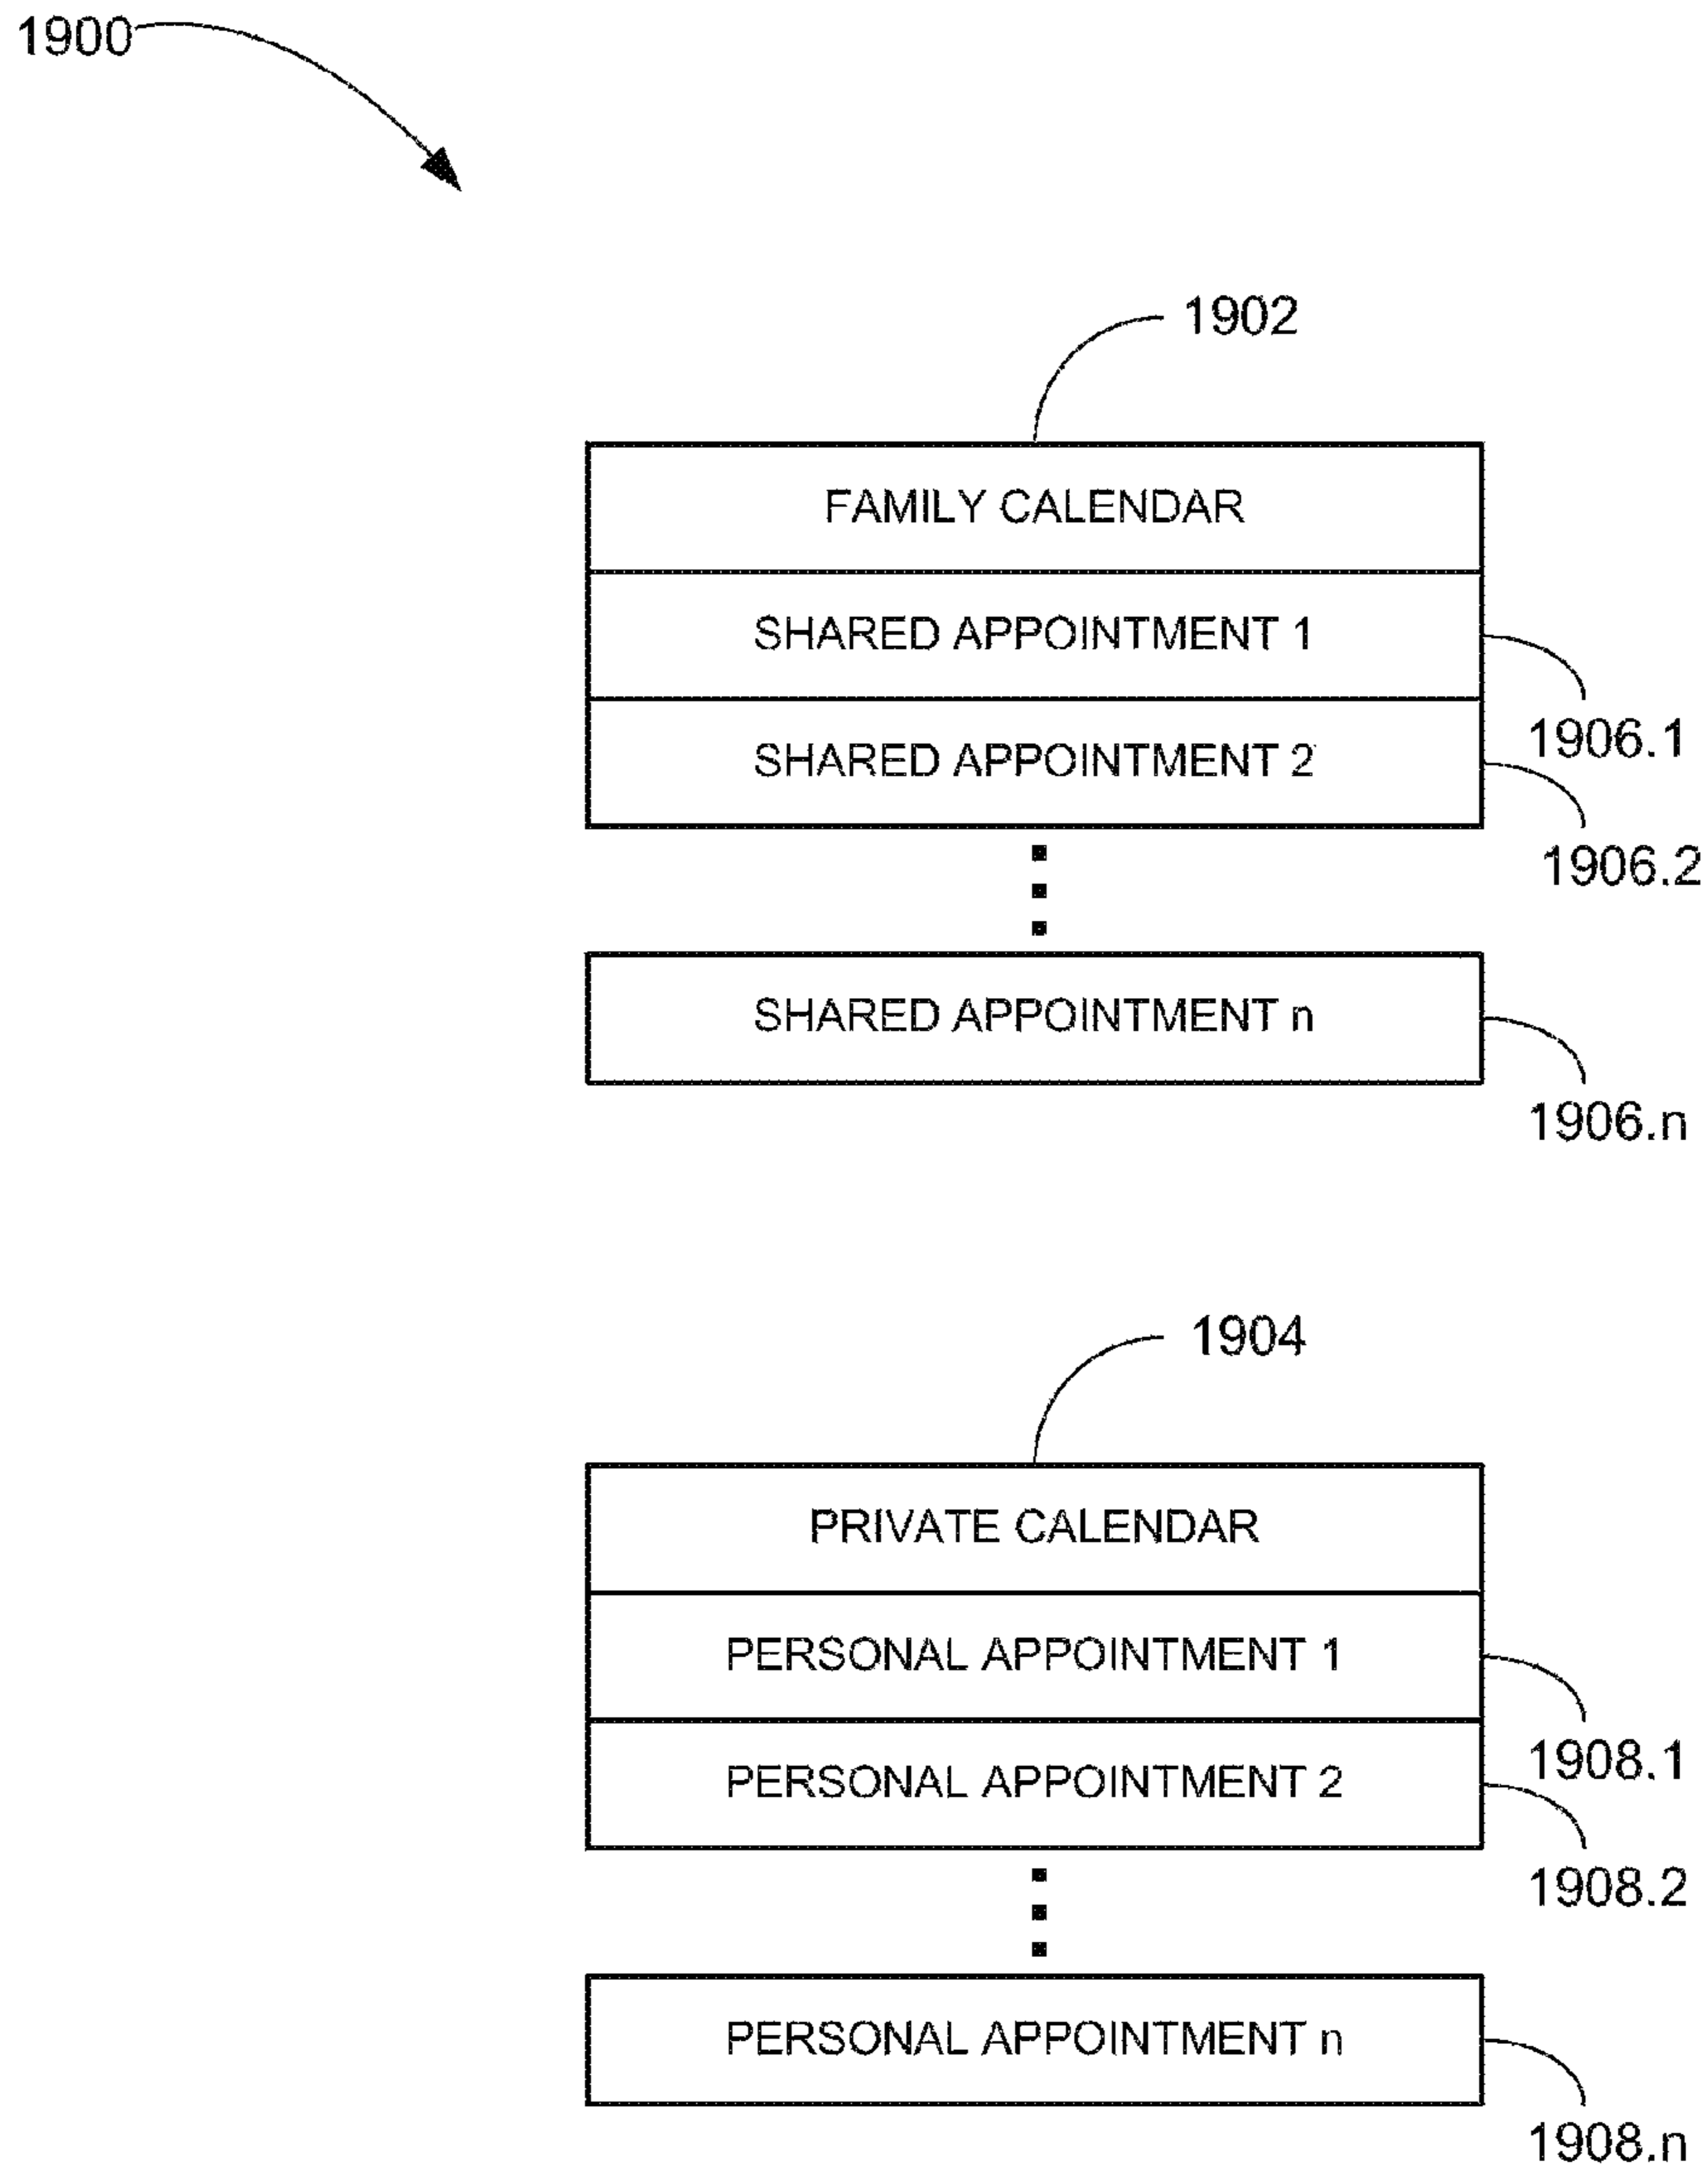 1900
1902
FAMILY CALENDAR
SHARED APPOINTMENT 1
1906.1
SHARED APPOINTMENT 2
1906.2
SHARED APPOINTMENT n
1906.n
1904
PRIVATE CALENDAR
PERSONAL APPOINTMENT 1
1908.1
PERSONAL APPOINTMENT 2
1908.2
PERSONAL APPOINTMENT n
1908.n